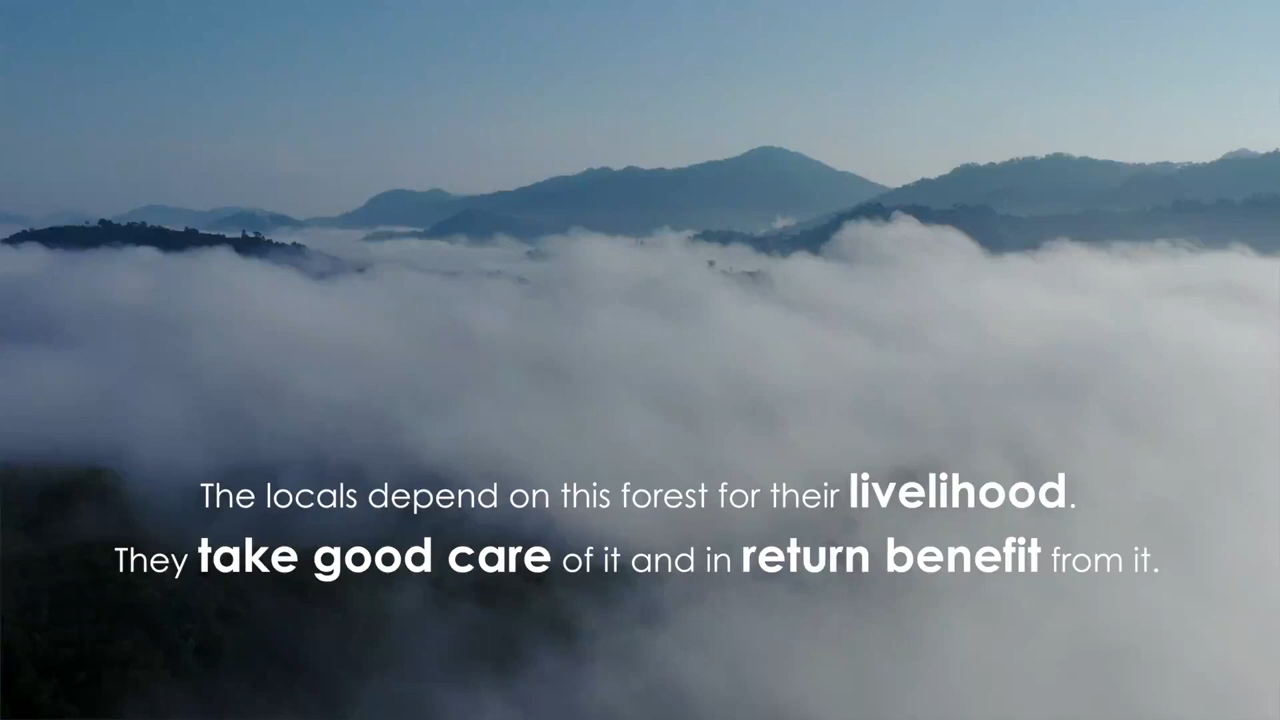 The locals depend on this forest for their livelihood.
They take good care of it and in return benefit from it.